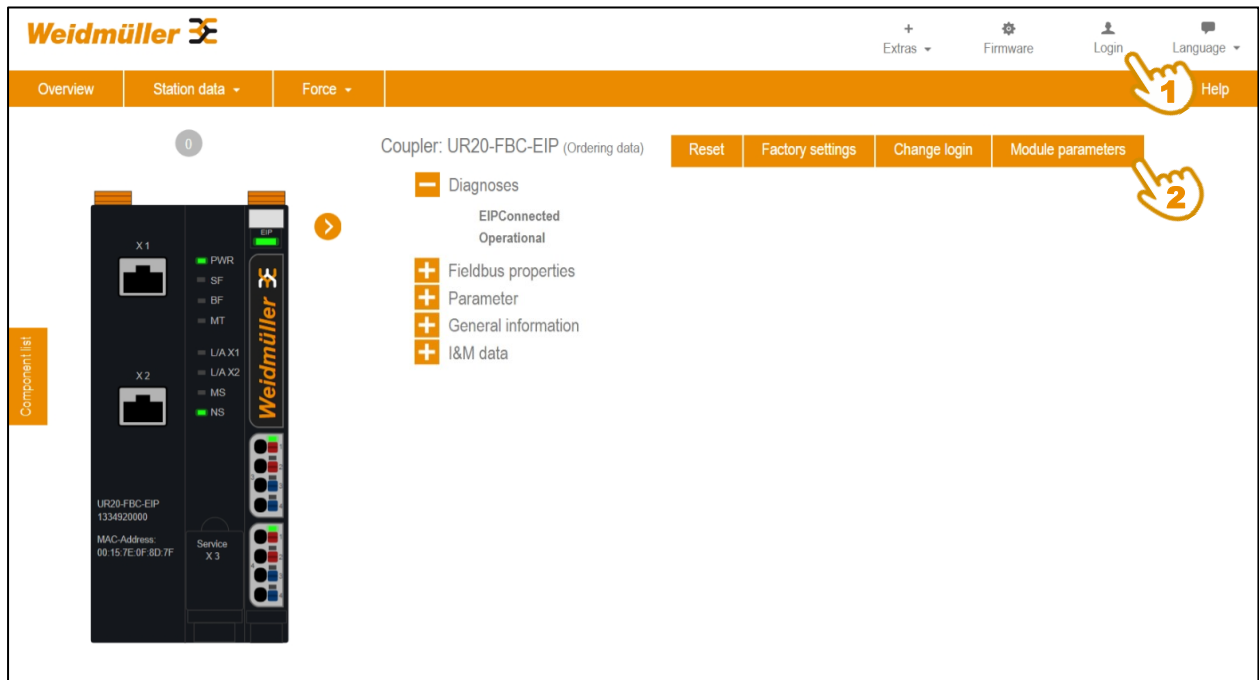 Weidmüller
Extras
Firmware
Login
Language
1
Overview
Station data
Force
Help
0
Coupler: UR20-FBC-EIP (Ordering data)
Reset
Factory settings
Change login
Module parameters
2
Diagnoses
EIPConnected
Operational
Fieldbus properties
Parameter
General information
I&M data
Component list
X 1
X 2
PWR
SF
BF
MT
L/A X1
L/A X2
MS
NS
EIP
Weidmüller
UR20-FBC-EIP
1334920000
MAC-Address:
00:15:7E:0F:8D:7F
Service
X 3